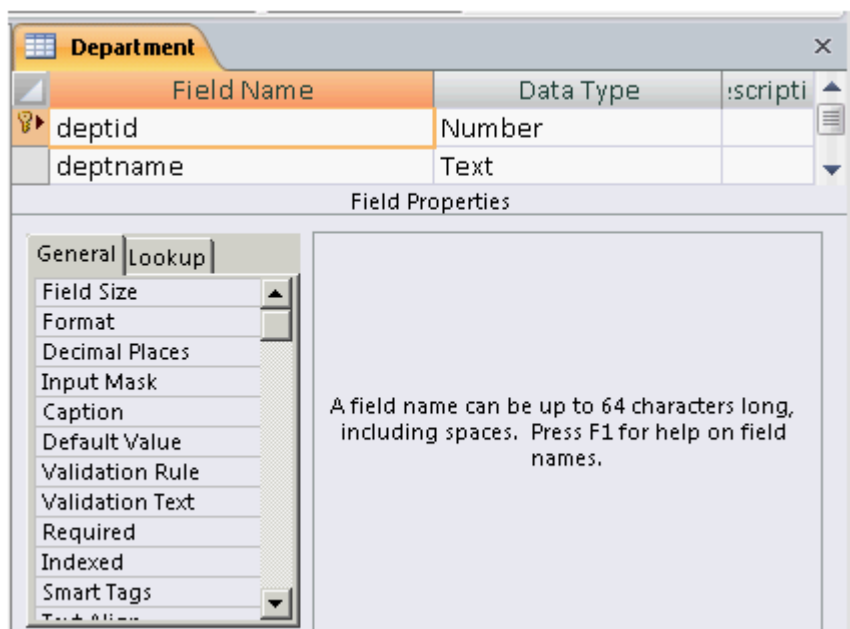 Department
Field Name Data Type scripti
deptid Number
deptname Text
Field Properties
General Lookup
Field Size
Format
Decimal Places
Input Mask
Caption
Default Value
Validation Rule
Validation Text
Required
Indexed
Smart Tags
A field name can be up to 64 characters long,
including spaces. Press F1 for help on field
names.